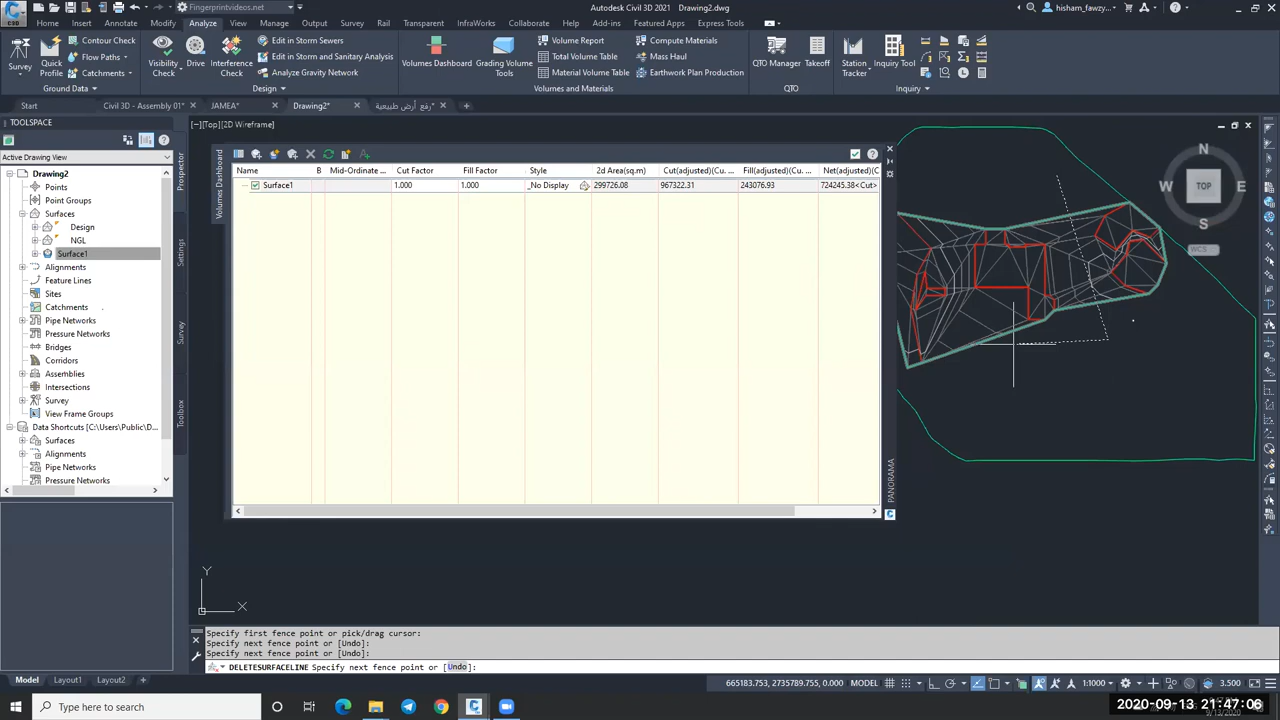 Fingerprintvideos.net
Autodesk Civil 3D 2021 Drawing2.dwg
hisham_fawzy...
C3D
Home Insert Annotate Modify Analyze View Manage Output Survey Rail Transparent InfraWorks Collaborate Help Add-ins Featured Apps Express Tools
Survey
Quick Profile
Contour Check
Flow Paths
Catchments
Ground Data
Visibility Check
Drive
Interference Check
Edit in Storm Sewers
Edit in Storm and Sanitary Analysis
Analyze Gravity Network
Design
Volumes Dashboard
Grading Volume Tools
Volume Report
Total Volume Table
Material Volume Table
Compute Materials
Mass Haul
Earthwork Plan Production
Volumes and Materials
QTO Manager
Takeoff
QTO
Station Tracker
Inquiry Tool
Inquiry
Start
Civil 3D - Assembly 01*
JAMEA*
Drawing2*
رفع أرض طبيعية*
TOOLSPACE
Active Drawing View
Drawing2
Points
Point Groups
Surfaces
Design
NGL
Surface1
Alignments
Feature Lines
Sites
Catchments
Pipe Networks
Pressure Networks
Bridges
Corridors
Assemblies
Intersections
Survey
View Frame Groups
Data Shortcuts [C:\Users\Public\D...
Surfaces
Alignments
Pipe Networks
Pressure Networks
Prospector
Settings
Survey
Toolbox
[-][Top][2D Wireframe]
Volumes Dashboard
Name B Mid-Ordinate ... Cut Factor Fill Factor Style 2d Area(sq.m) Cut(adjusted)(Cu. ... Fill(adjusted)(Cu. ... Net(adjusted)(C
Surface1 1.000 1.000 _No Display 299726.08 967322.31 243076.93 724245.38<Cut>
PANORAMA
N
W TOP
S
WCS
Y
X
Specify first fence point or pick/drag cursor:
Specify next fence point or [Undo]:
Specify next fence point or [Undo]:
DELETESURFACELINE Specify next fence point or [Undo]:
Model Layout1 Layout2
665183.753, 2735789.755, 0.000 MODEL
1:1000
3.500
Type here to search
2020-09-13 21:47:06